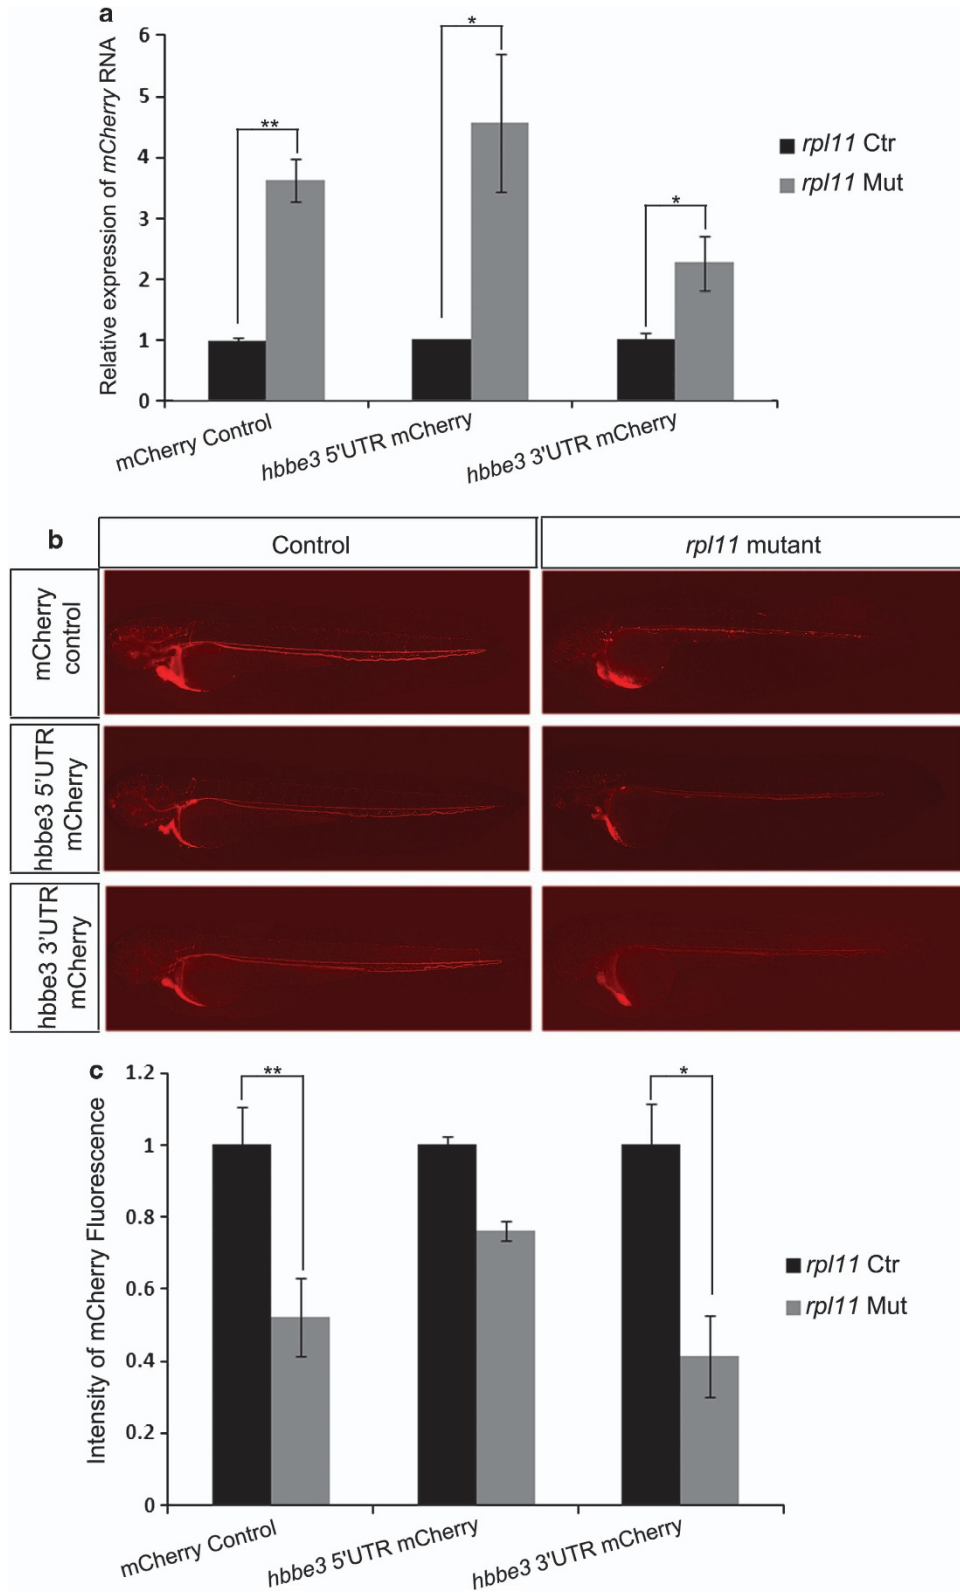 a
Relative expression of mCherry RNA
6
5
4
3
2
1
0
**
*
*
rpl11 Ctr
rpl11 Mut
mCherry Control
hbbe3 5'UTR mCherry
hbbe3 3'UTR mCherry
b
Control
rpl11 mutant
mCherry
control
hbbe3 5'UTR
mCherry
hbbe3 3'UTR
mCherry
c
Intensity of mCherry Fluorescence
1.2
1
0.8
0.6
0.4
0.2
0
**
*
rpl11 Ctr
rpl11 Mut
mCherry Control
hbbe3 5'UTR mCherry
hbbe3 3'UTR mCherry